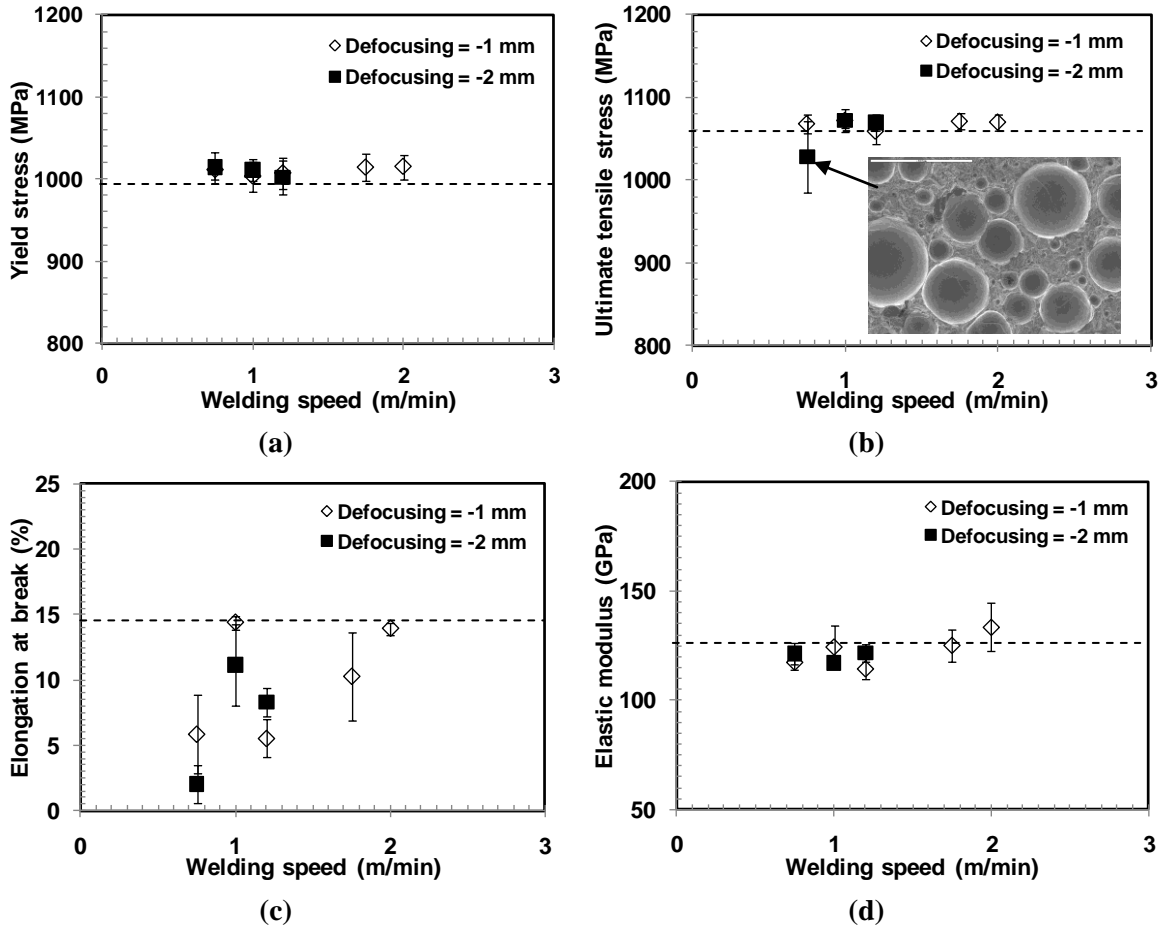 1200
1100
1000
900
800
Yield stress (MPa)
Defocusing = -1 mm
Defocusing = -2 mm
0
1
2
3
Welding speed (m/min)
(a)
1200
1100
1000
900
800
Ultimate tensile stress (MPa)
Defocusing = -1 mm
Defocusing = -2 mm
0
1
2
3
Welding speed (m/min)
(b)
25
20
15
10
5
0
Elongation at break (%)
Defocusing = -1 mm
Defocusing = -2 mm
0
1
2
3
Welding speed (m/min)
(c)
200
150
100
50
Elastic modulus (GPa)
Defocusing = -1 mm
Defocusing = -2 mm
0
1
2
3
Welding speed (m/min)
(d)